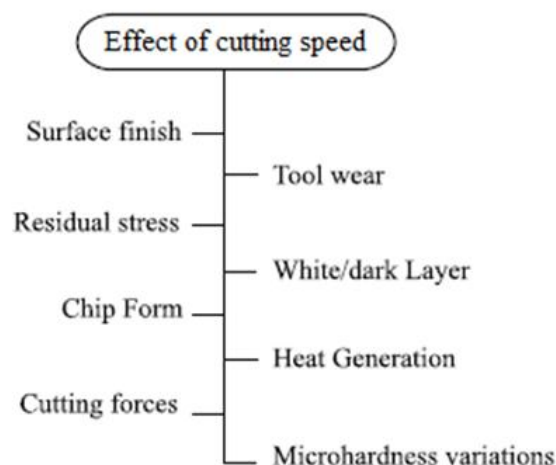 Effect of cutting speed
Surface finish
Tool wear
Residual stress
White/dark Layer
Chip Form
Heat Generation
Cutting forces
Microhardness variations